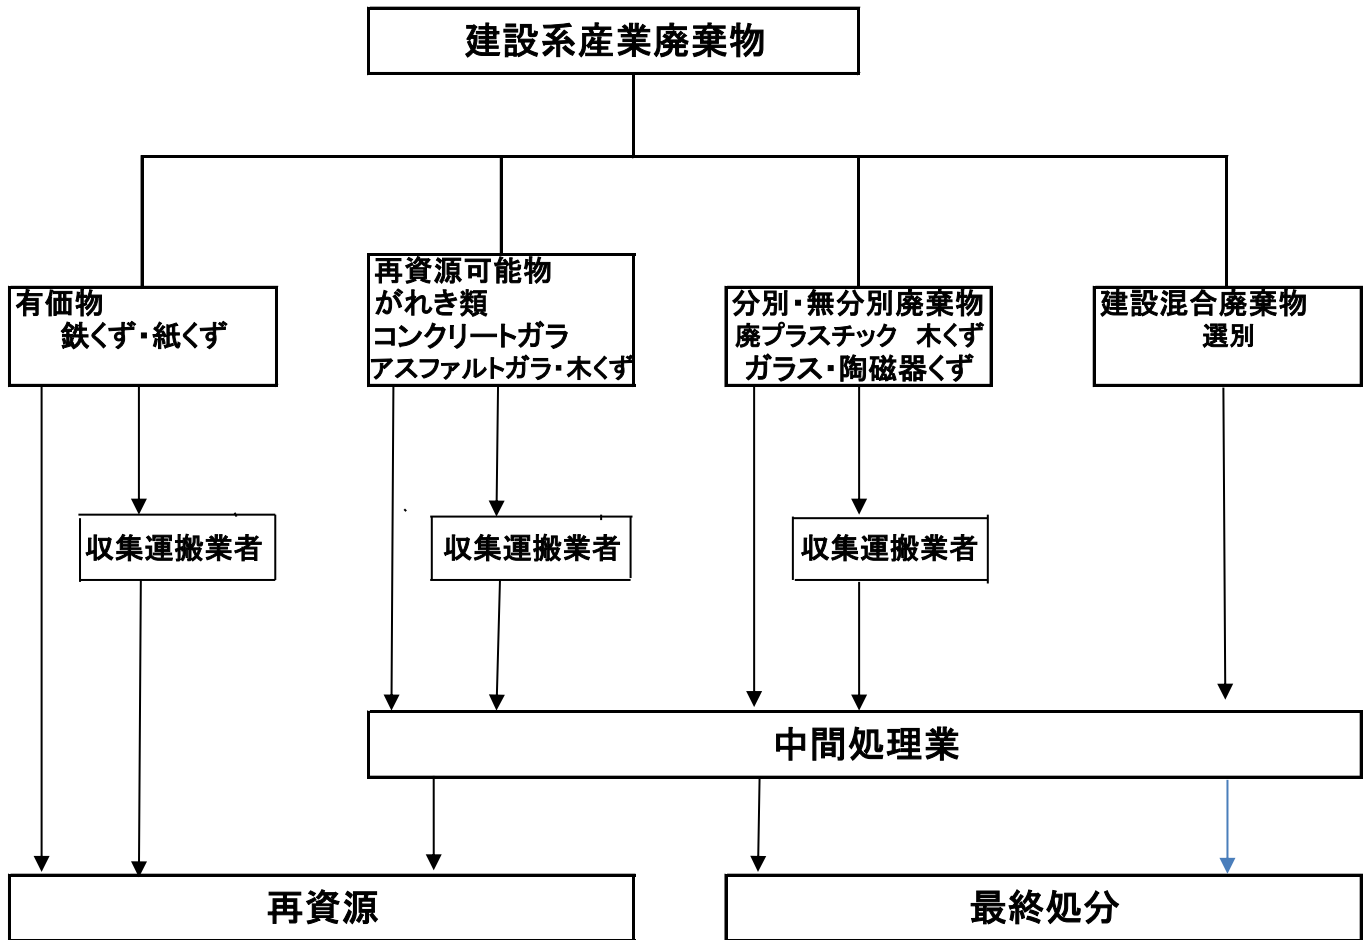 建設系産業廃棄物
有価物
鉄くず・紙くず
再資源可能物
がれき類
コンクリートガラ
アスファルトガラ・木くず
分別・無分別廃棄物
廃プラスチック 木くず
ガラス・陶磁器くず
建設混合廃棄物
選別
収集運搬業者
収集運搬業者
収集運搬業者
中間処理業
再資源
最終処分